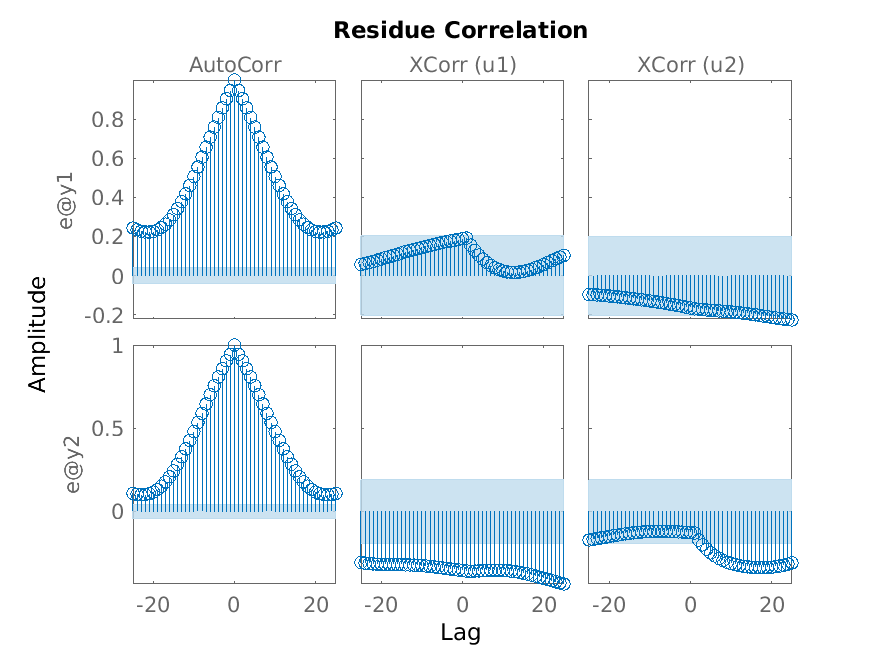 Residue Correlation
AutoCorr
XCorr (u1)
XCorr (u2)
e@y1
0.8
0.6
0.4
0.2
0
-0.2
Amplitude
e@y2
1
0.5
0
-20 0 20
-20 0 20
-20 0 20
Lag